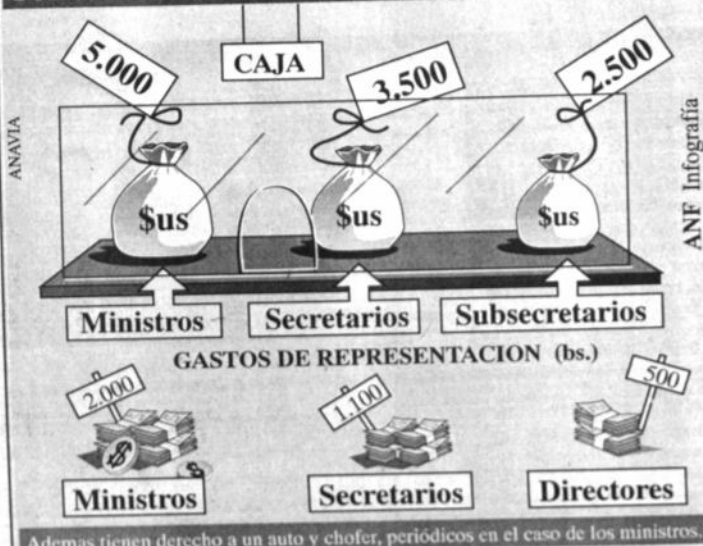 CAJA
5.000
3.500
2.500
ANAVIA
ANF Infografía
$us
$us
$us
Ministros
Secretarios
Subsecretarios
GASTOS DE REPRESENTACION (bs.)
2.000
1.100
500
$
Ministros
Secretarios
Directores
Ademas tienen derecho a un auto y chofer, periódicos en el caso de los ministros.